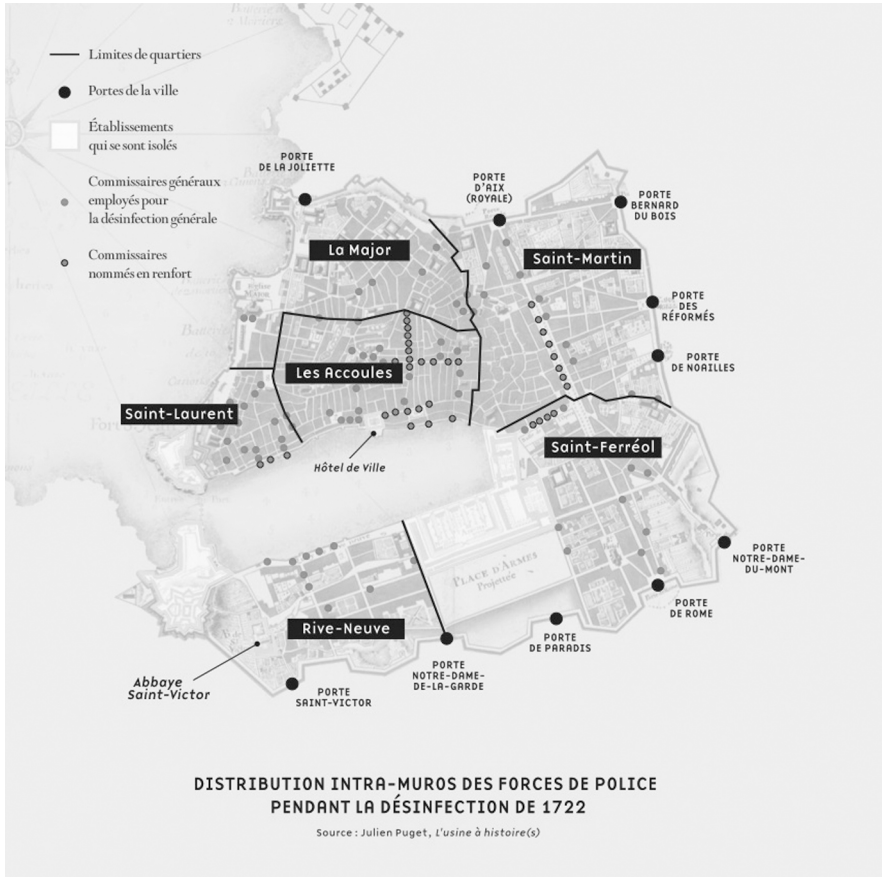 Limites de quartiers
Portes de la ville
Établissements
qui se sont isolés
Commissaires généraux
employés pour
la désinfection générale
Commissaires
nommés en renfort
PORTE
DE LA JOLIETTE
PORTE
D'AIX
(ROYALE)
PORTE
BERNARD
DU BOIS
La Major
Saint-Martin
PORTE
DES
RÉFORMÉS
PORTE
DE NOAILLES
Les Accoules
Saint-Laurent
Saint-Ferréol
Hôtel de Ville
PLACE D'ARMES
Projettée
PORTE
NOTRE-DAME-
DU-MONT
PORTE
DE ROME
PORTE
DE PARADIS
Rive-Neuve
PORTE
NOTRE-DAME-
DE-LA-GARDE
Abbaye
Saint-Victor
PORTE
SAINT-VICTOR
DISTRIBUTION INTRA-MUROS DES FORCES DE POLICE
PENDANT LA DÉSINFECTION DE 1722
Source : Julien Puget, L'usine à histoire(s)